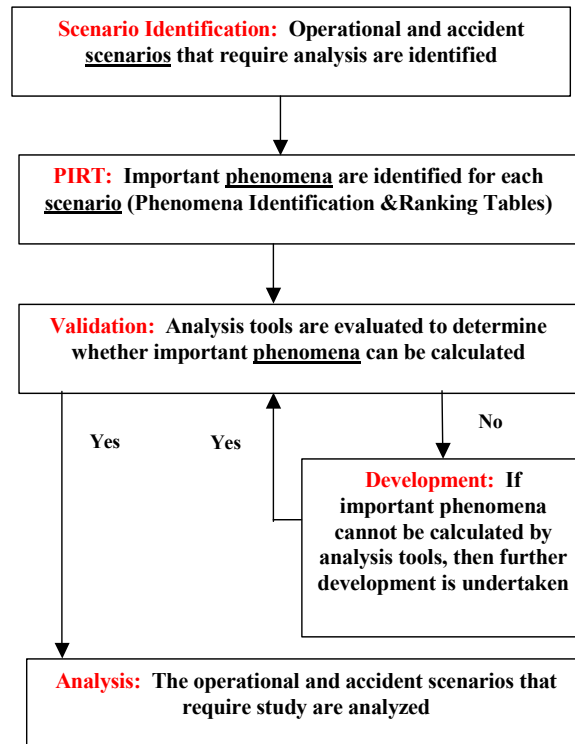 Scenario Identification: Operational and accident
scenarios that require analysis are identified
PIRT: Important phenomena are identified for each
scenario (Phenomena Identification &Ranking Tables)
Validation: Analysis tools are evaluated to determine
whether important phenomena can be calculated
Yes
Yes
No
Development: If
important phenomena
cannot be calculated by
analysis tools, then further
development is undertaken
Analysis: The operational and accident scenarios that
require study are analyzed